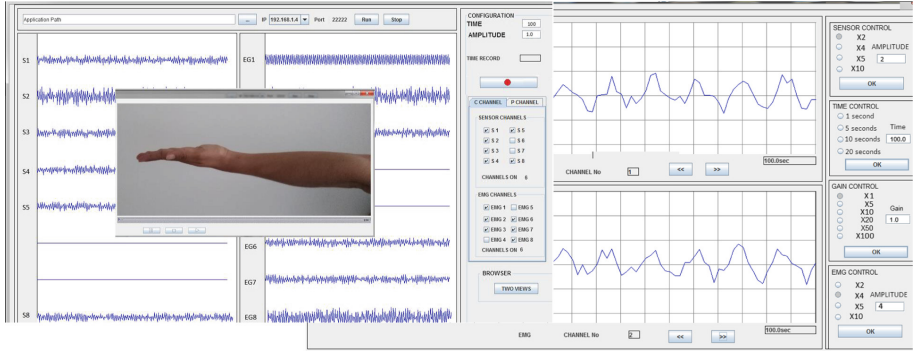 Application Path
... IP 192.168.1.4 Port 22222 Run Stop
S1
S2
S3
S4
S5
S8
EG1
EG6
EG7
EG8
CONFIGURATION
TIME 100
AMPLITUDE 1.0
TIME RECORD
C CHANNEL P CHANNEL
SENSOR CHANNELS
S 1 S 5
S 2 S 6
S 3 S 7
S 4 S 8
CHANNELS ON 6
EMG CHANNELS
EMG 1 EMG 5
EMG 2 EMG 6
EMG 3 EMG 7
EMG 4 EMG 8
CHANNELS ON 6
BROWSER
TWO VIEWS
CHANNEL No 1 << >> 100.0sec
EMG CHANNEL No 2 << >> 100.0sec
SENSOR CONTROL
X2
X4 AMPLITUDE
X5 2
X10
OK
TIME CONTROL
1 second
5 seconds Time
10 seconds 100.0
20 seconds
OK
GAIN CONTROL
X1
X5 Gain
X10
X20 1.0
X50
X100
OK
EMG CONTROL
X2
X4 AMPLITUDE
X5 4
X10
OK